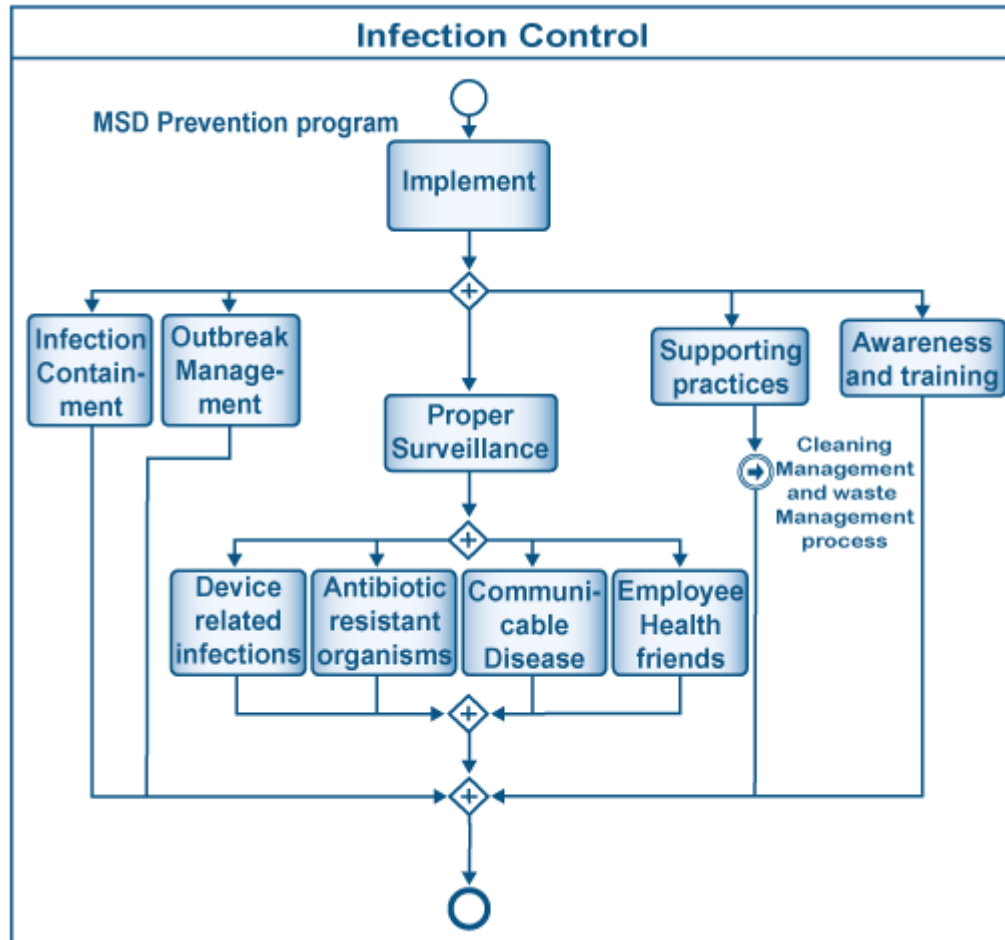 Infection Control
MSD Prevention program
Implement
Infection
Contain-
ment
Outbreak
Manage-
ment
Proper
Surveillance
Supporting
practices
Awareness
and training
Cleaning
Management
and waste
Management
process
Device
related
infections
Antibiotic
resistant
organisms
Communi-
cable
Disease
Employee
Health
friends